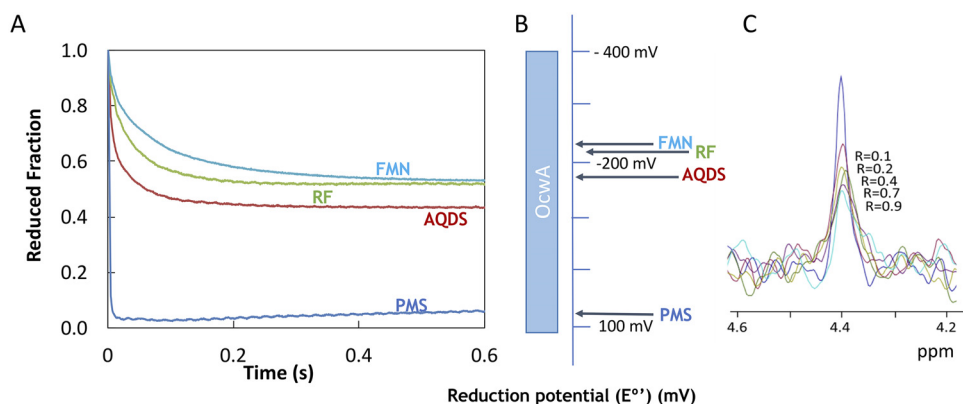 A
Reduced Fraction
1.0
0.8
0.6
0.4
0.2
0.0
FMN
RF
AQDS
PMS
0
0.2
0.4
0.6
Time (s)
B
OcwA
- 400 mV
FMN
RF
-200 mV
AQDS
PMS
100 mV
Reduction potential (Eº’) (mV)
C
R=0.1
R=0.2
R=0.4
R=0.7
R=0.9
4.6
4.4
4.2
ppm